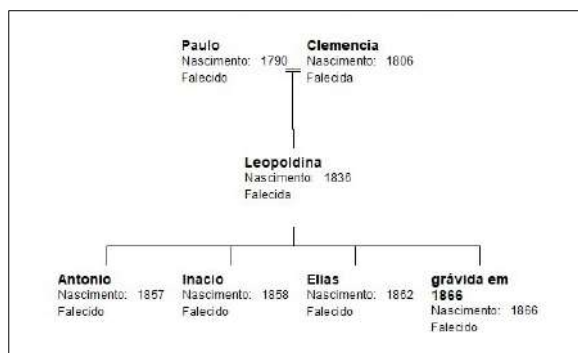 Paulo
Nascimento: 1790
Falecido
Clemencia
Nascimento: 1806
Falecida
Leopoldina
Nascimento: 1836
Falecida
Antonio
Nascimento: 1857
Falecido
Inacio
Nascimento: 1858
Falecido
Elias
Nascimento: 1862
Falecido
grávida em
1866
Nascimento: 1866
Falecido